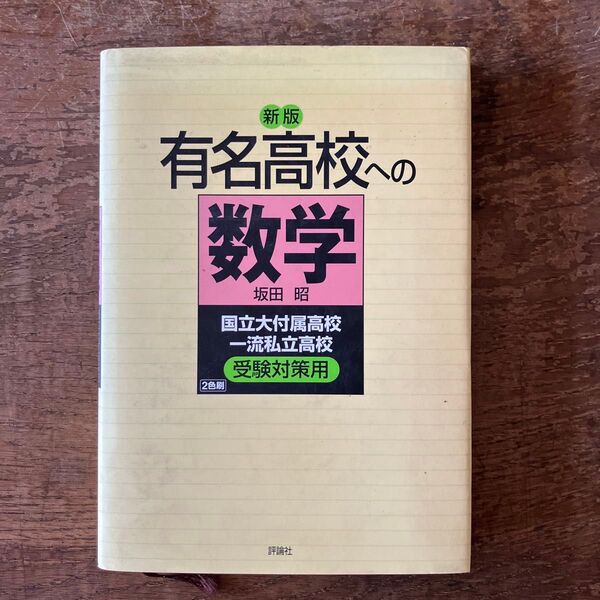 新版
有名高校への
数学
坂田 昭
国立大付属高校
一流私立高校
受験対策用
2色刷
評論社